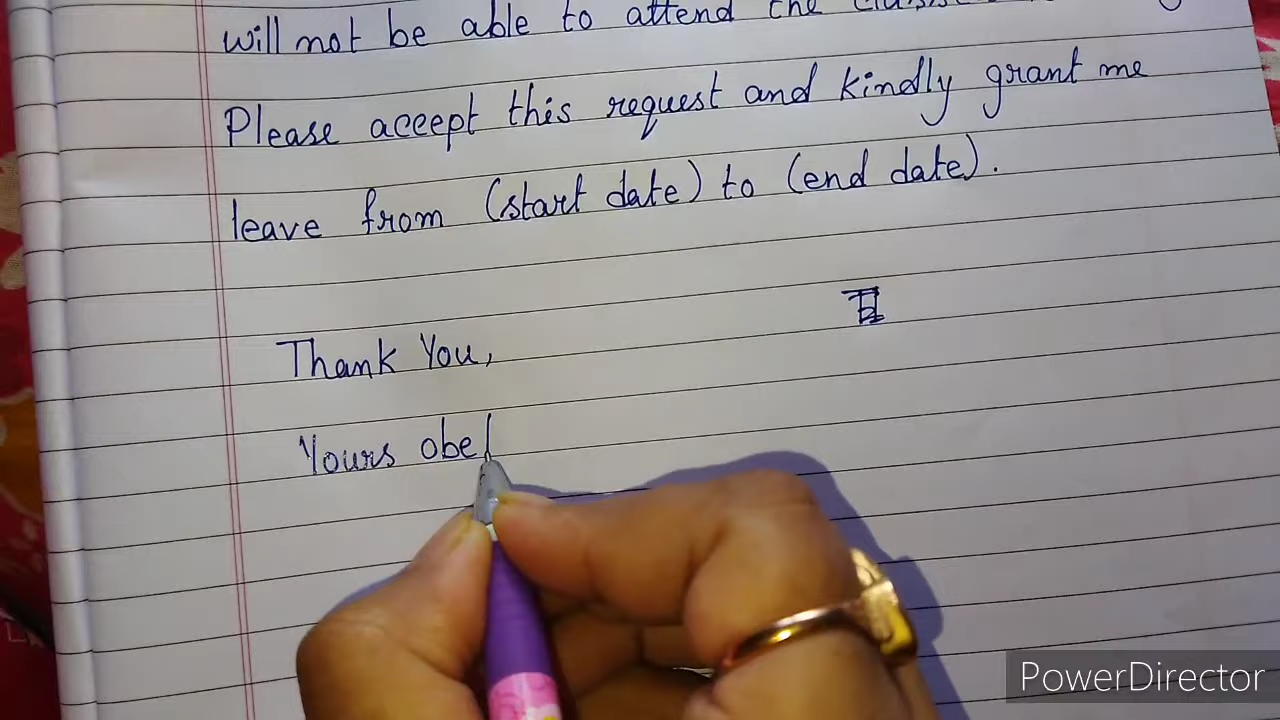 will not be able to attend the
Please accept this request and kindly grant me
leave from (start date) to (end date).
Thank You,
Yours obe
PowerDirector